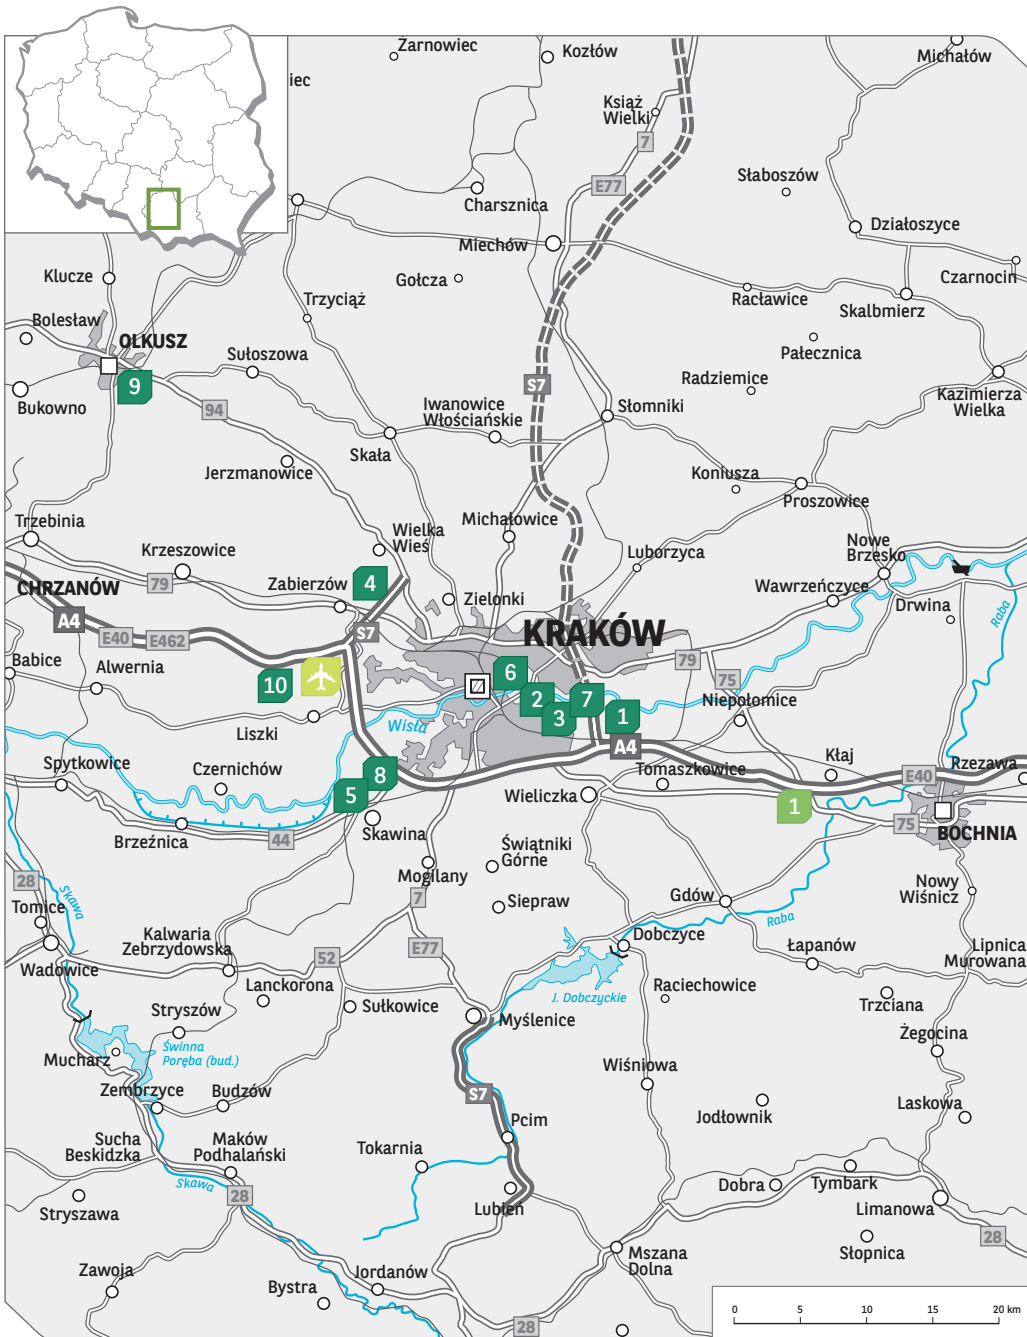 Żarnowiec
Kozłów
Michałów
iec
Książ
Wielki
7
E77
Słaboszów
Charsznica
Działoszyce
Miechów
Czarnocin
Klucze
Gołcza
Trzyciąż
Racławice
Skalbmierz
Bolesław
OLKUSZ
Sułoszowa
Pałecznica
9
S7
Radziemice
Kazimierza
Wielka
Bukowno
94
Iwanowice
Włościańskie
Słomniki
Skała
Jerzmanowice
Koniusza
Proszowice
Trzebinia
Michałowice
Wielka
Wieś
Krzeszowice
Luborzyca
Nowe
Brzesko
CHRZANÓW
79
Zabierzów
4
Zielonki
Wawrzeńczyce
Drwina
Raba
A4
E40
E462
S7
KRAKÓW
79
75
Babice
Alwernia
10
6
2
3
7
1
Niepołomice
Liszki
Wisła
A4
Spytkowice
Czernichów
8
5
Tomaszkowice
Kłaj
E40
Rzezawa
Wieliczka
1
Brzeźnica
44
Skawina
75
BOCHNIA
Świątniki
Górne
28
Skawa
Mogilany
7
Siepraw
Gdów
Nowy
Wiśnicz
Tomice
Kalwaria
Zebrzydowska
E77
Raba
Dobczyce
Łapanów
Lipnica
Murowana
Wadowice
52
Lanckorona
J. Dobczyckie
Raciechowice
Trzciana
Stryszów
Sułkowice
Myślenice
Żegocina
Mucharz
Świnna
Poręba (bud.)
Wiśniowa
Zembrzyce
Budzów
S7
Jodłownik
Laskowa
Pcim
Sucha
Beskidzka
Maków
Podhalański
Tokarnia
Skawa
28
Dobra
Tymbark
Stryszawa
Lubień
Limanowa
28
Słopnica
Mszana
Dolna
Zawoja
Jordanów
Bystra
28
0 5 10 15 20 km